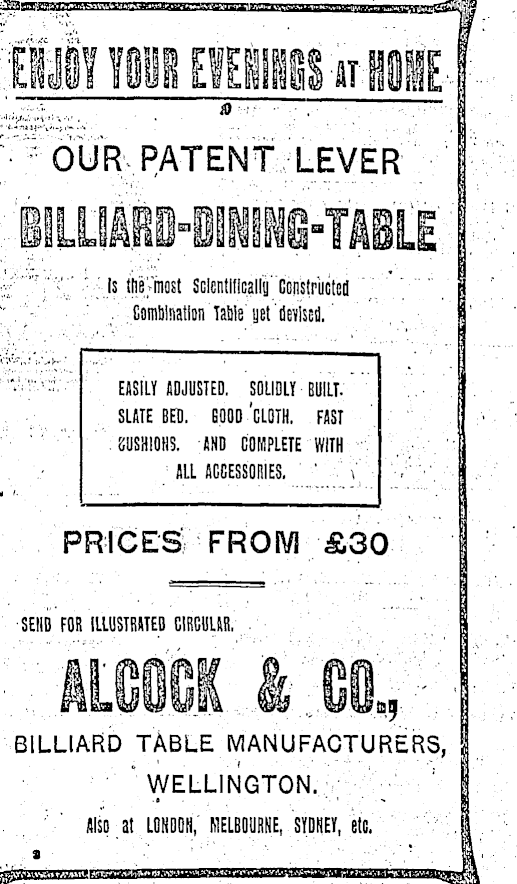 ENJOY YOUR EVENINGS AT HOME
OUR PATENT LEVER
BILLIARD-DINING-TABLE
Is the most Scientifically Constructed
Combination Table yet devised.
EASILY ADJUSTED. SOLIDLY BUILT.
SLATE BED. GOOD CLOTH. FAST
CUSHIONS. AND COMPLETE WITH
ALL ACCESSORIES.
PRICES FROM £30
SEND FOR ILLUSTRATED CIRCULAR.
ALCOCK & CO.,
BILLIARD TABLE MANUFACTURERS,
WELLINGTON.
Also at LONDON, MELBOURNE, SYDNEY, etc.